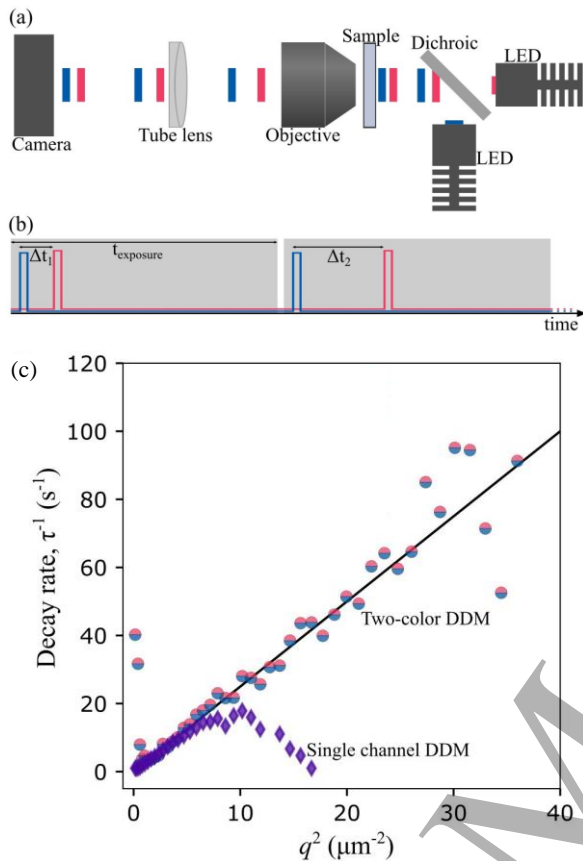 (a)
Sample
Dichroic
LED
Camera
Tube lens
Objective
LED
(b)
Δt₁
t_exposure
Δt₂
time
(c)
120
100
80
60
40
20
0
Decay rate, τ⁻¹ (s⁻¹)
Two-color DDM
Single channel DDM
0
10
20
30
40
q² (μm⁻²)
M